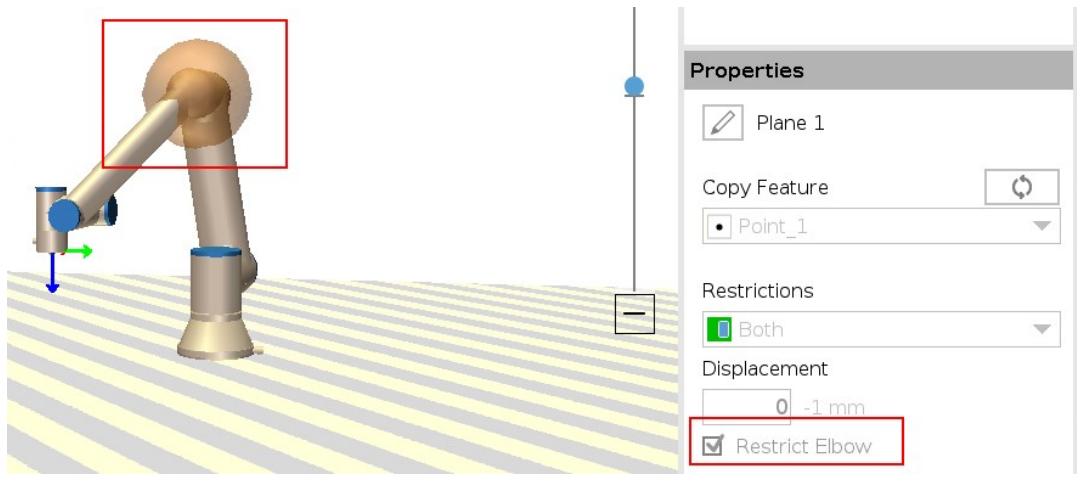 Properties
Plane 1
Copy Feature
Point_1
Restrictions
Both
Displacement
0 -1 mm
Restrict Elbow